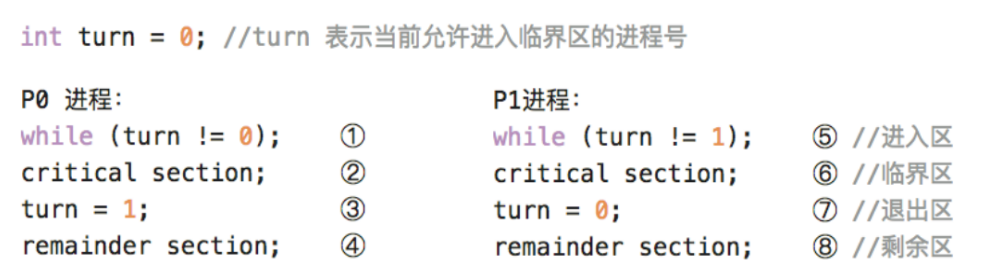 int turn = 0; //turn 表示当前允许进入临界区的进程号
P0 进程: P1进程:
while (turn != 0); ① while (turn != 1); ⑤ //进入区
critical section; ② critical section; ⑥ //临界区
turn = 1; ③ turn = 0; ⑦ //退出区
remainder section; ④ remainder section; ⑧ //剩余区